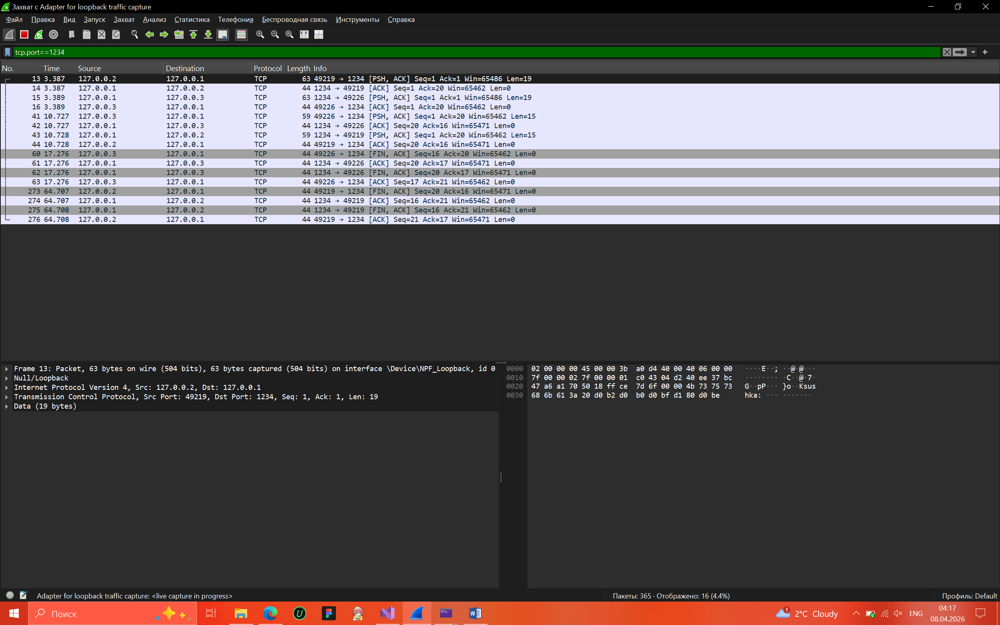 Захват с Adapter for loopback traffic capture
Файл Правка Вид Запуск Захват Анализ Статистика Телефония Беспроводная связь Инструменты Справка
tcp.port==1234
No. Time Source Destination Protocol Length Info
13 3.387 127.0.0.2 127.0.0.1 TCP 63 49219 → 1234 [PSH, ACK] Seq=1 Ack=1 Win=65486 Len=19
14 3.387 127.0.0.1 127.0.0.2 TCP 44 1234 → 49219 [ACK] Seq=1 Ack=20 Win=65462 Len=0
15 3.389 127.0.0.1 127.0.0.3 TCP 63 1234 → 49226 [PSH, ACK] Seq=1 Ack=1 Win=65486 Len=19
16 3.389 127.0.0.3 127.0.0.1 TCP 44 49226 → 1234 [ACK] Seq=1 Ack=20 Win=65462 Len=0
41 10.727 127.0.0.3 127.0.0.1 TCP 59 49226 → 1234 [PSH, ACK] Seq=1 Ack=20 Win=65462 Len=15
42 10.727 127.0.0.1 127.0.0.3 TCP 44 1234 → 49226 [ACK] Seq=20 Ack=16 Win=65471 Len=0
43 10.728 127.0.0.1 127.0.0.2 TCP 59 1234 → 49219 [PSH, ACK] Seq=1 Ack=20 Win=65462 Len=15
44 10.728 127.0.0.2 127.0.0.1 TCP 44 49219 → 1234 [ACK] Seq=20 Ack=16 Win=65471 Len=0
60 17.276 127.0.0.3 127.0.0.1 TCP 44 49226 → 1234 [FIN, ACK] Seq=16 Ack=20 Win=65462 Len=0
61 17.276 127.0.0.1 127.0.0.3 TCP 44 1234 → 49226 [ACK] Seq=20 Ack=17 Win=65471 Len=0
62 17.276 127.0.0.1 127.0.0.3 TCP 44 1234 → 49226 [FIN, ACK] Seq=20 Ack=17 Win=65471 Len=0
63 17.276 127.0.0.3 127.0.0.1 TCP 44 49226 → 1234 [ACK] Seq=17 Ack=21 Win=65462 Len=0
273 64.707 127.0.0.2 127.0.0.1 TCP 44 49219 → 1234 [FIN, ACK] Seq=20 Ack=16 Win=65471 Len=0
274 64.707 127.0.0.1 127.0.0.2 TCP 44 1234 → 49219 [ACK] Seq=16 Ack=21 Win=65462 Len=0
275 64.708 127.0.0.1 127.0.0.2 TCP 44 1234 → 49219 [FIN, ACK] Seq=16 Ack=21 Win=65462 Len=0
276 64.708 127.0.0.2 127.0.0.1 TCP 44 49219 → 1234 [ACK] Seq=21 Ack=17 Win=65471 Len=0
Frame 13: Packet, 63 bytes on wire (504 bits), 63 bytes captured (504 bits) on interface \Device\NPF_Loopback, id 0
Null/Loopback
Internet Protocol Version 4, Src: 127.0.0.2, Dst: 127.0.0.1
Transmission Control Protocol, Src Port: 49219, Dst Port: 1234, Seq: 1, Ack: 1, Len: 19
Data (19 bytes)
0000 02 00 00 00 45 00 00 3b a0 d4 40 00 40 06 00 00 ····E··; ··@·@···
0010 7f 00 00 02 7f 00 00 01 c0 43 04 d2 40 ee 37 bc ········ ·C··@·7·
0020 47 a6 a1 70 50 18 ff ce 7d 6f 00 00 4b 73 75 73 G··pP··· }o··Ksus
0030 68 6b 61 3a 20 d0 b2 d0 b0 d0 bf d1 80 d0 be hka: ··· ·······
Adapter for loopback traffic capture: <live capture in progress>
Пакеты: 365 · Отображено: 16 (4.4%)
Профиль: Default
Поиск
1
2°C Cloudy
ENG
04:17
08.04.2026